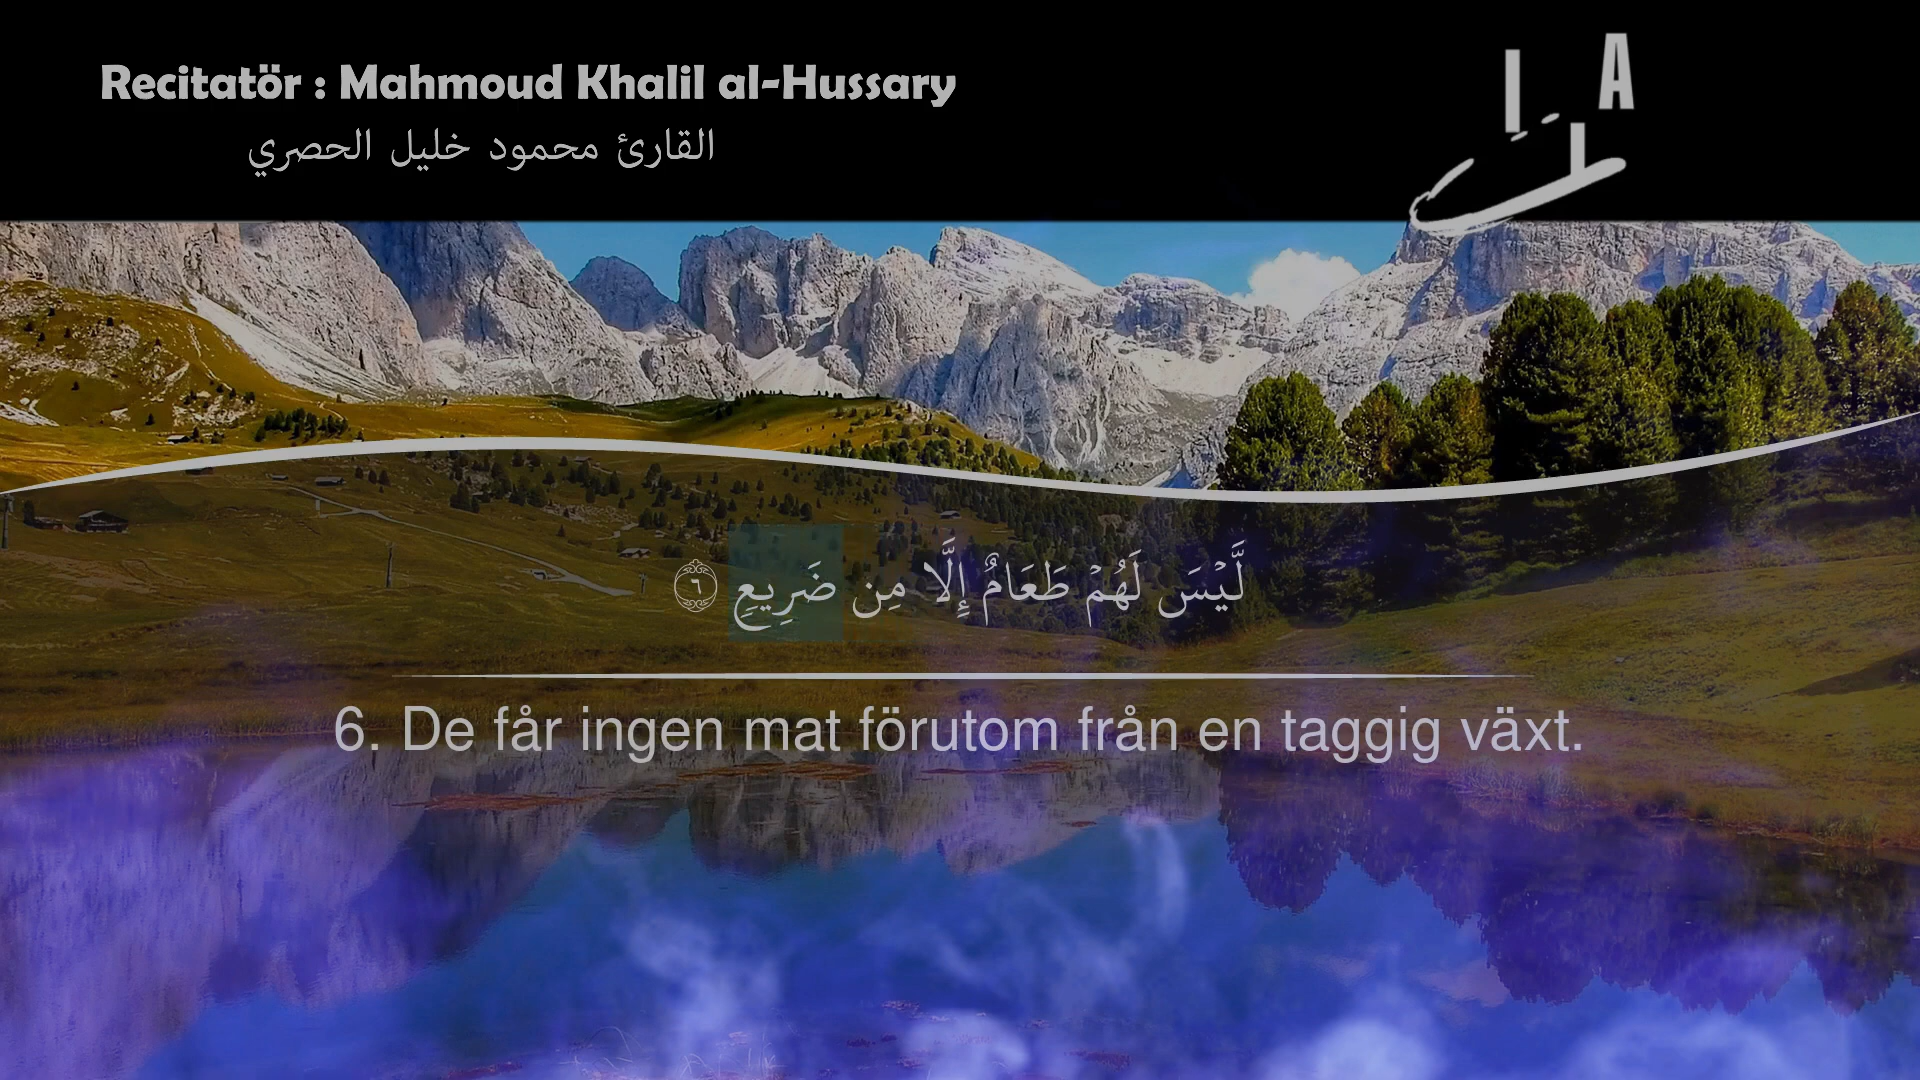 Recitatör : Mahmoud Khalil al-Hussary
القارئ محمود خليل الحصري
لَّيْسَ لَهُمْ طَعَامٌ إِلَّا مِن ضَرِيعٍ ٦
6. De får ingen mat förutom från en taggig växt.